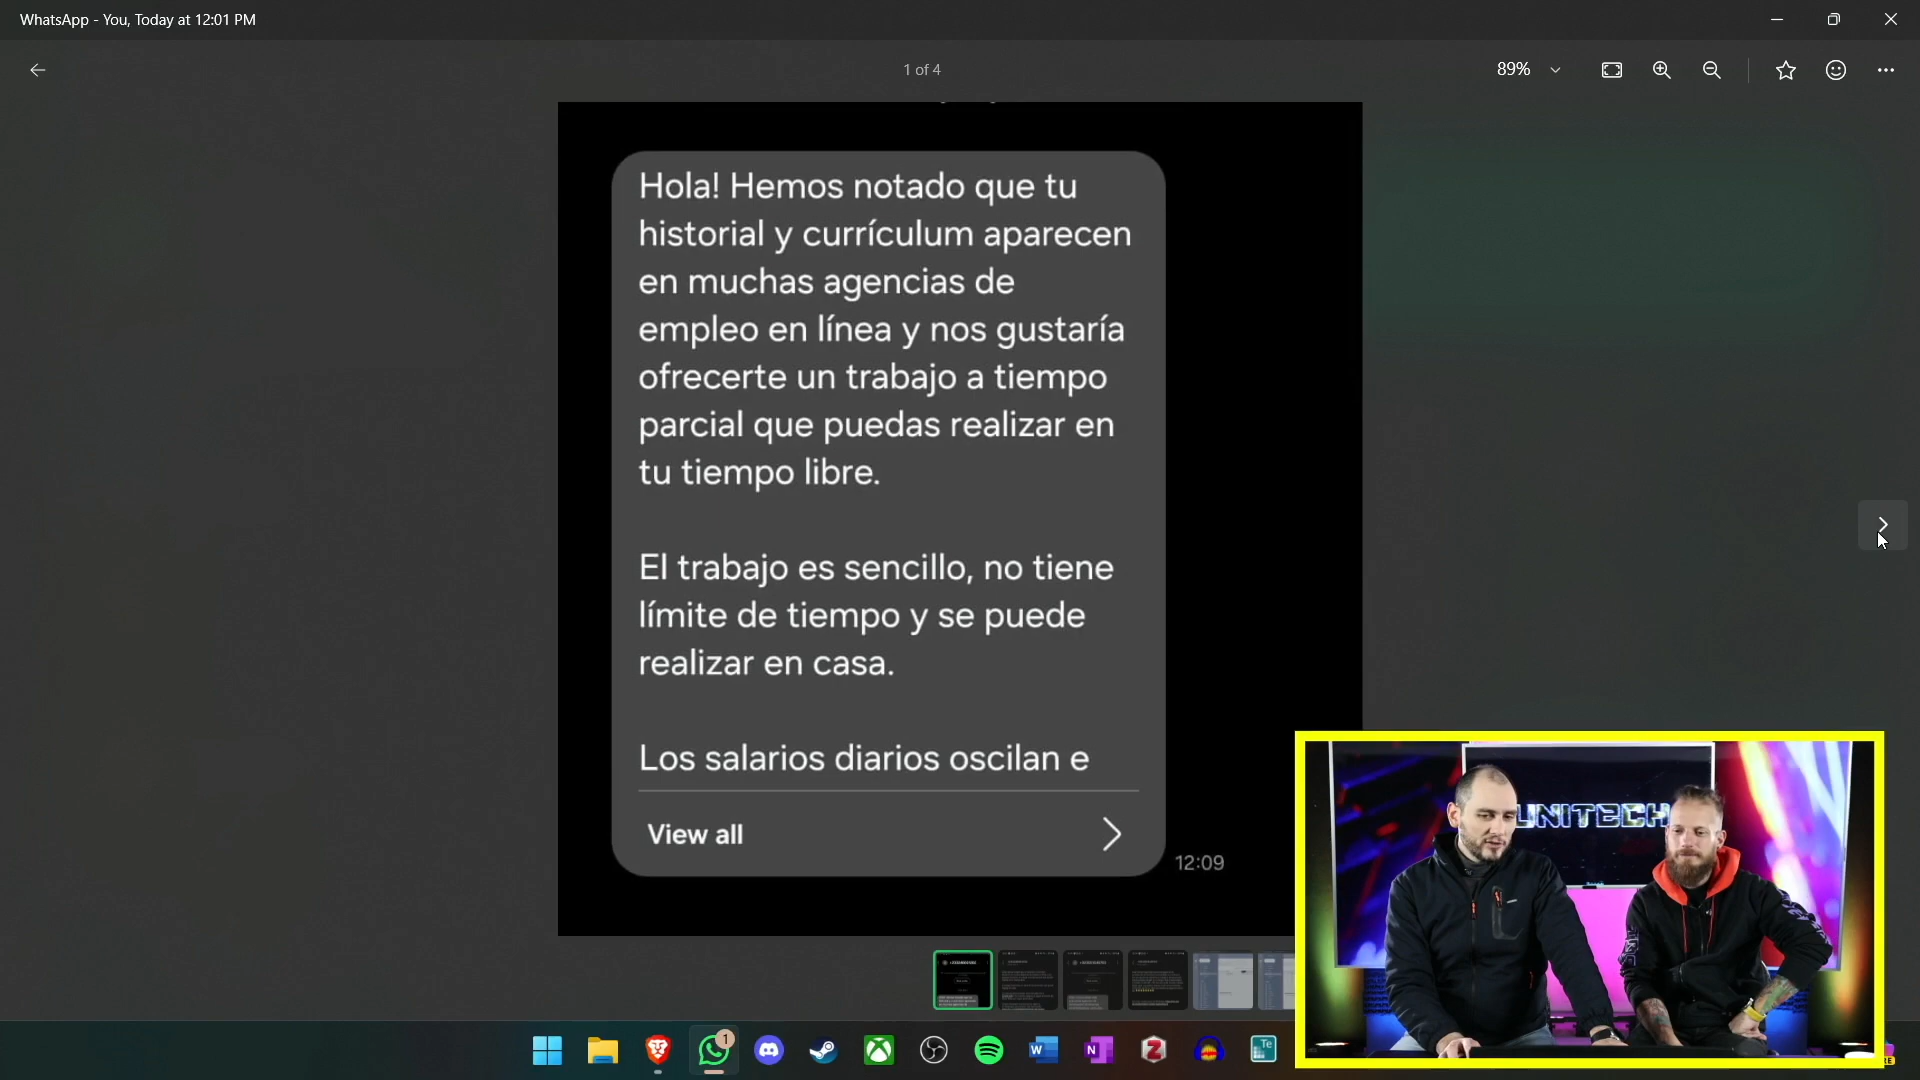 WhatsApp - You, Today at 12:01 PM
1 of 4
89%
Hola! Hemos notado que tu
historial y currículum aparecen
en muchas agencias de
empleo en línea y nos gustaría
ofrecerte un trabajo a tiempo
parcial que puedas realizar en
tu tiempo libre.
El trabajo es sencillo, no tiene
límite de tiempo y se puede
realizar en casa.
Los salarios diarios oscilan e
View all
12:09
UNITECH
1
W
N
Z
Te